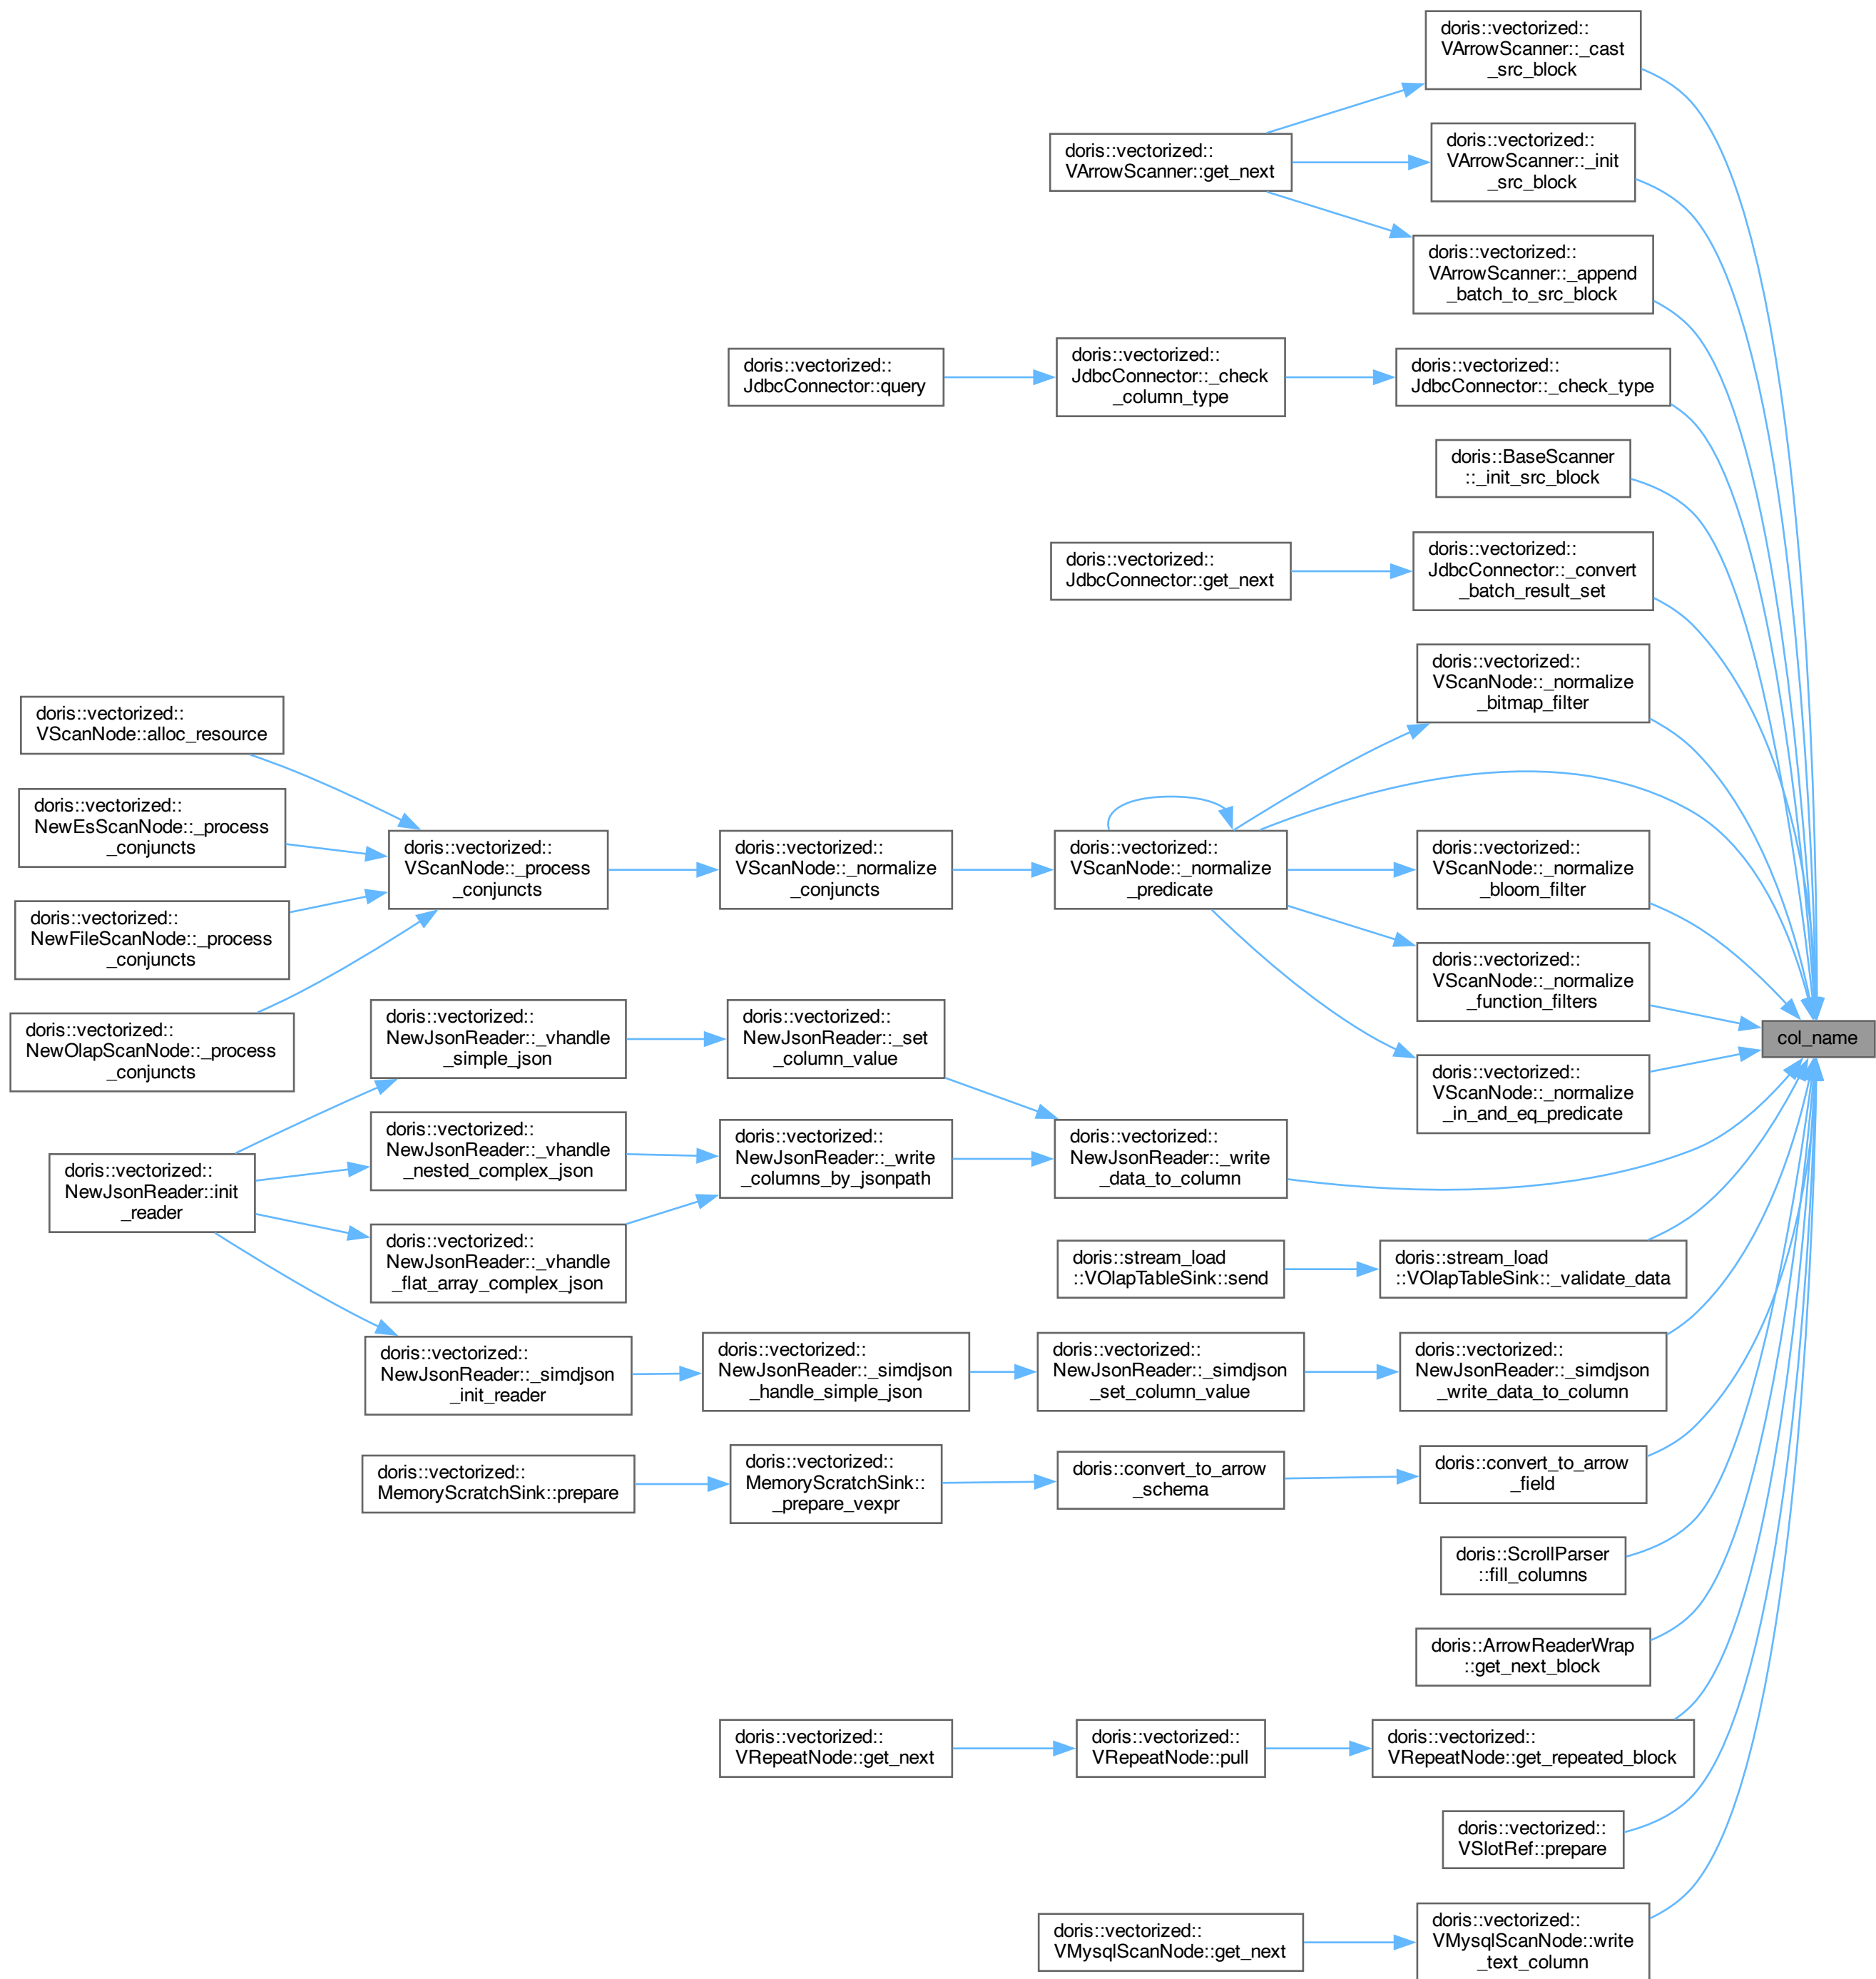 doris::vectorized::
VArrowScanner::_cast
_src_block
doris::vectorized::
VArrowScanner::get_next
doris::vectorized::
VArrowScanner::_init
_src_block
doris::vectorized::
VArrowScanner::_append
_batch_to_src_block
doris::vectorized::
JdbcConnector::query
doris::vectorized::
JdbcConnector::_check
_column_type
doris::vectorized::
JdbcConnector::_check_type
doris::BaseScanner
::_init_src_block
doris::vectorized::
JdbcConnector::get_next
doris::vectorized::
JdbcConnector::_convert
_batch_result_set
doris::vectorized::
VScanNode::_normalize
_bitmap_filter
doris::vectorized::
VScanNode::alloc_resource
doris::vectorized::
NewEsScanNode::_process
_conjuncts
doris::vectorized::
NewFileScanNode::_process
_conjuncts
doris::vectorized::
NewOlapScanNode::_process
_conjuncts
doris::vectorized::
VScanNode::_process
_conjuncts
doris::vectorized::
VScanNode::_normalize
_conjuncts
doris::vectorized::
VScanNode::_normalize
_predicate
doris::vectorized::
VScanNode::_normalize
_bloom_filter
doris::vectorized::
VScanNode::_normalize
_function_filters
doris::vectorized::
VScanNode::_normalize
_in_and_eq_predicate
col_name
doris::vectorized::
NewJsonReader::_vhandle
_simple_json
doris::vectorized::
NewJsonReader::_set
_column_value
doris::vectorized::
NewJsonReader::init
_reader
doris::vectorized::
NewJsonReader::_vhandle
_nested_complex_json
doris::vectorized::
NewJsonReader::_write
_columns_by_jsonpath
doris::vectorized::
NewJsonReader::_write
_data_to_column
doris::vectorized::
NewJsonReader::_vhandle
_flat_array_complex_json
doris::stream_load
::VOlapTableSink::send
doris::stream_load
::VOlapTableSink::_validate_data
doris::vectorized::
NewJsonReader::_simdjson
_init_reader
doris::vectorized::
NewJsonReader::_simdjson
_handle_simple_json
doris::vectorized::
NewJsonReader::_simdjson
_set_column_value
doris::vectorized::
NewJsonReader::_simdjson
_write_data_to_column
doris::vectorized::
MemoryScratchSink::prepare
doris::vectorized::
MemoryScratchSink::
_prepare_vexpr
doris::convert_to_arrow
_schema
doris::convert_to_arrow
_field
doris::ScrollParser
::fill_columns
doris::ArrowReaderWrap
::get_next_block
doris::vectorized::
VRepeatNode::get_next
doris::vectorized::
VRepeatNode::pull
doris::vectorized::
VRepeatNode::get_repeated_block
doris::vectorized::
VSlotRef::prepare
doris::vectorized::
VMysqlScanNode::get_next
doris::vectorized::
VMysqlScanNode::write
_text_column